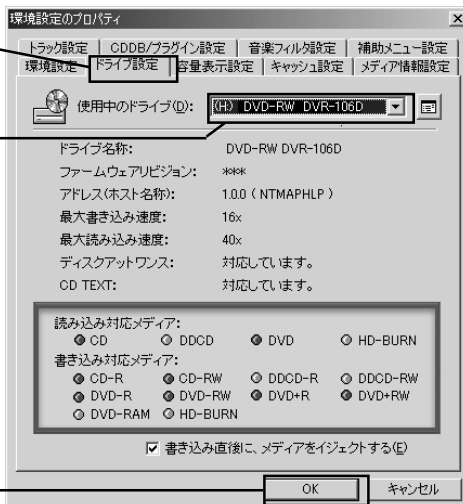 環境設定のプロパティ
トラック設定 CDDB/プラグイン設定 音楽フィルタ設定 補助メニュー設定
環境設定 ドライブ設定 容量表示設定 キャッシュ設定 メディア情報設定
使用中のドライブ(D): (H:) DVD-RW DVR-106D
ドライブ名称: DVD-RW DVR-106D
ファームウェアリビジョン: ***
アドレス(ホスト名称): 1.0.0 ( NTMAPHLP )
最大書き込み速度: 16x
最大読み込み速度: 40x
ディスクアットワンス: 対応しています。
CD TEXT: 対応しています。
読み込み対応メディア:
CD DDCD DVD HD-BURN
書き込み対応メディア:
CD-R CD-RW DDCD-R DDCD-RW
DVD-R DVD-RW DVD+R DVD+RW
DVD-RAM HD-BURN
書き込み直後に、メディアをイジェクトする(E)
OK キャンセル